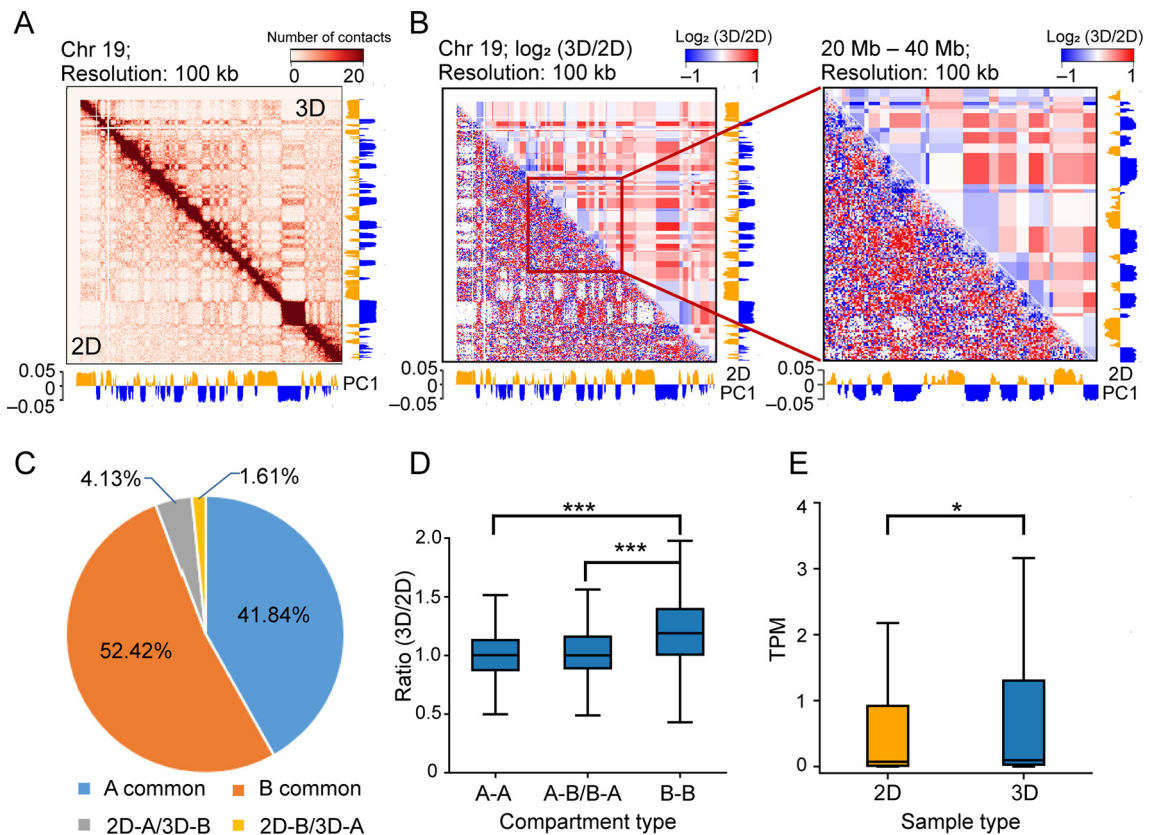 A
Chr 19;
Resolution: 100 kb
Number of contacts
0 20
3D
2D
0.05
0
–0.05
PC1
B
Chr 19; log₂ (3D/2D)
Resolution: 100 kb
Log₂ (3D/2D)
–1 1
20 Mb – 40 Mb;
Resolution: 100 kb
Log₂ (3D/2D)
–1 1
0.05
0
–0.05
2D
PC1
0.05
0
–0.05
2D
PC1
C
4.13%
1.61%
41.84%
52.42%
A common
B common
2D-A/3D-B
2D-B/3D-A
D
***
***
2.0
1.5
1.0
0.5
0
Ratio (3D/2D)
A-A A-B/B-A B-B
Compartment type
E
*
4
3
2
1
0
TPM
2D 3D
Sample type